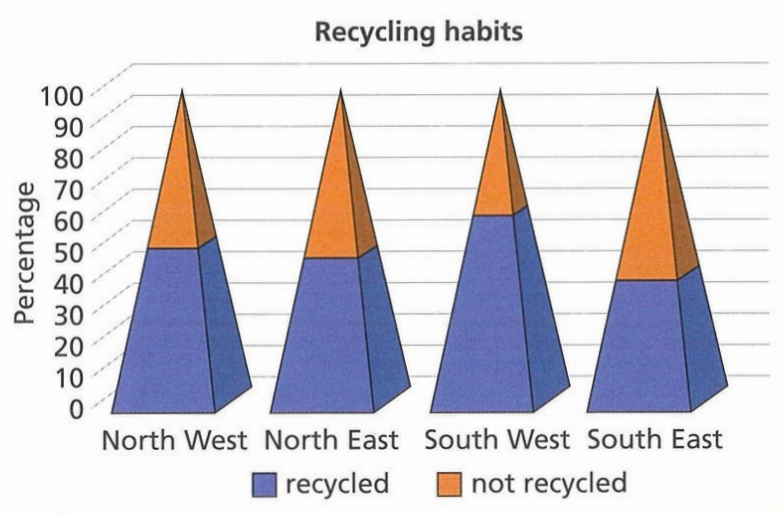 Recycling habits
Percentage
100
90
80
70
60
50
40
30
20
10
0
North West North East South West South East
recycled not recycled